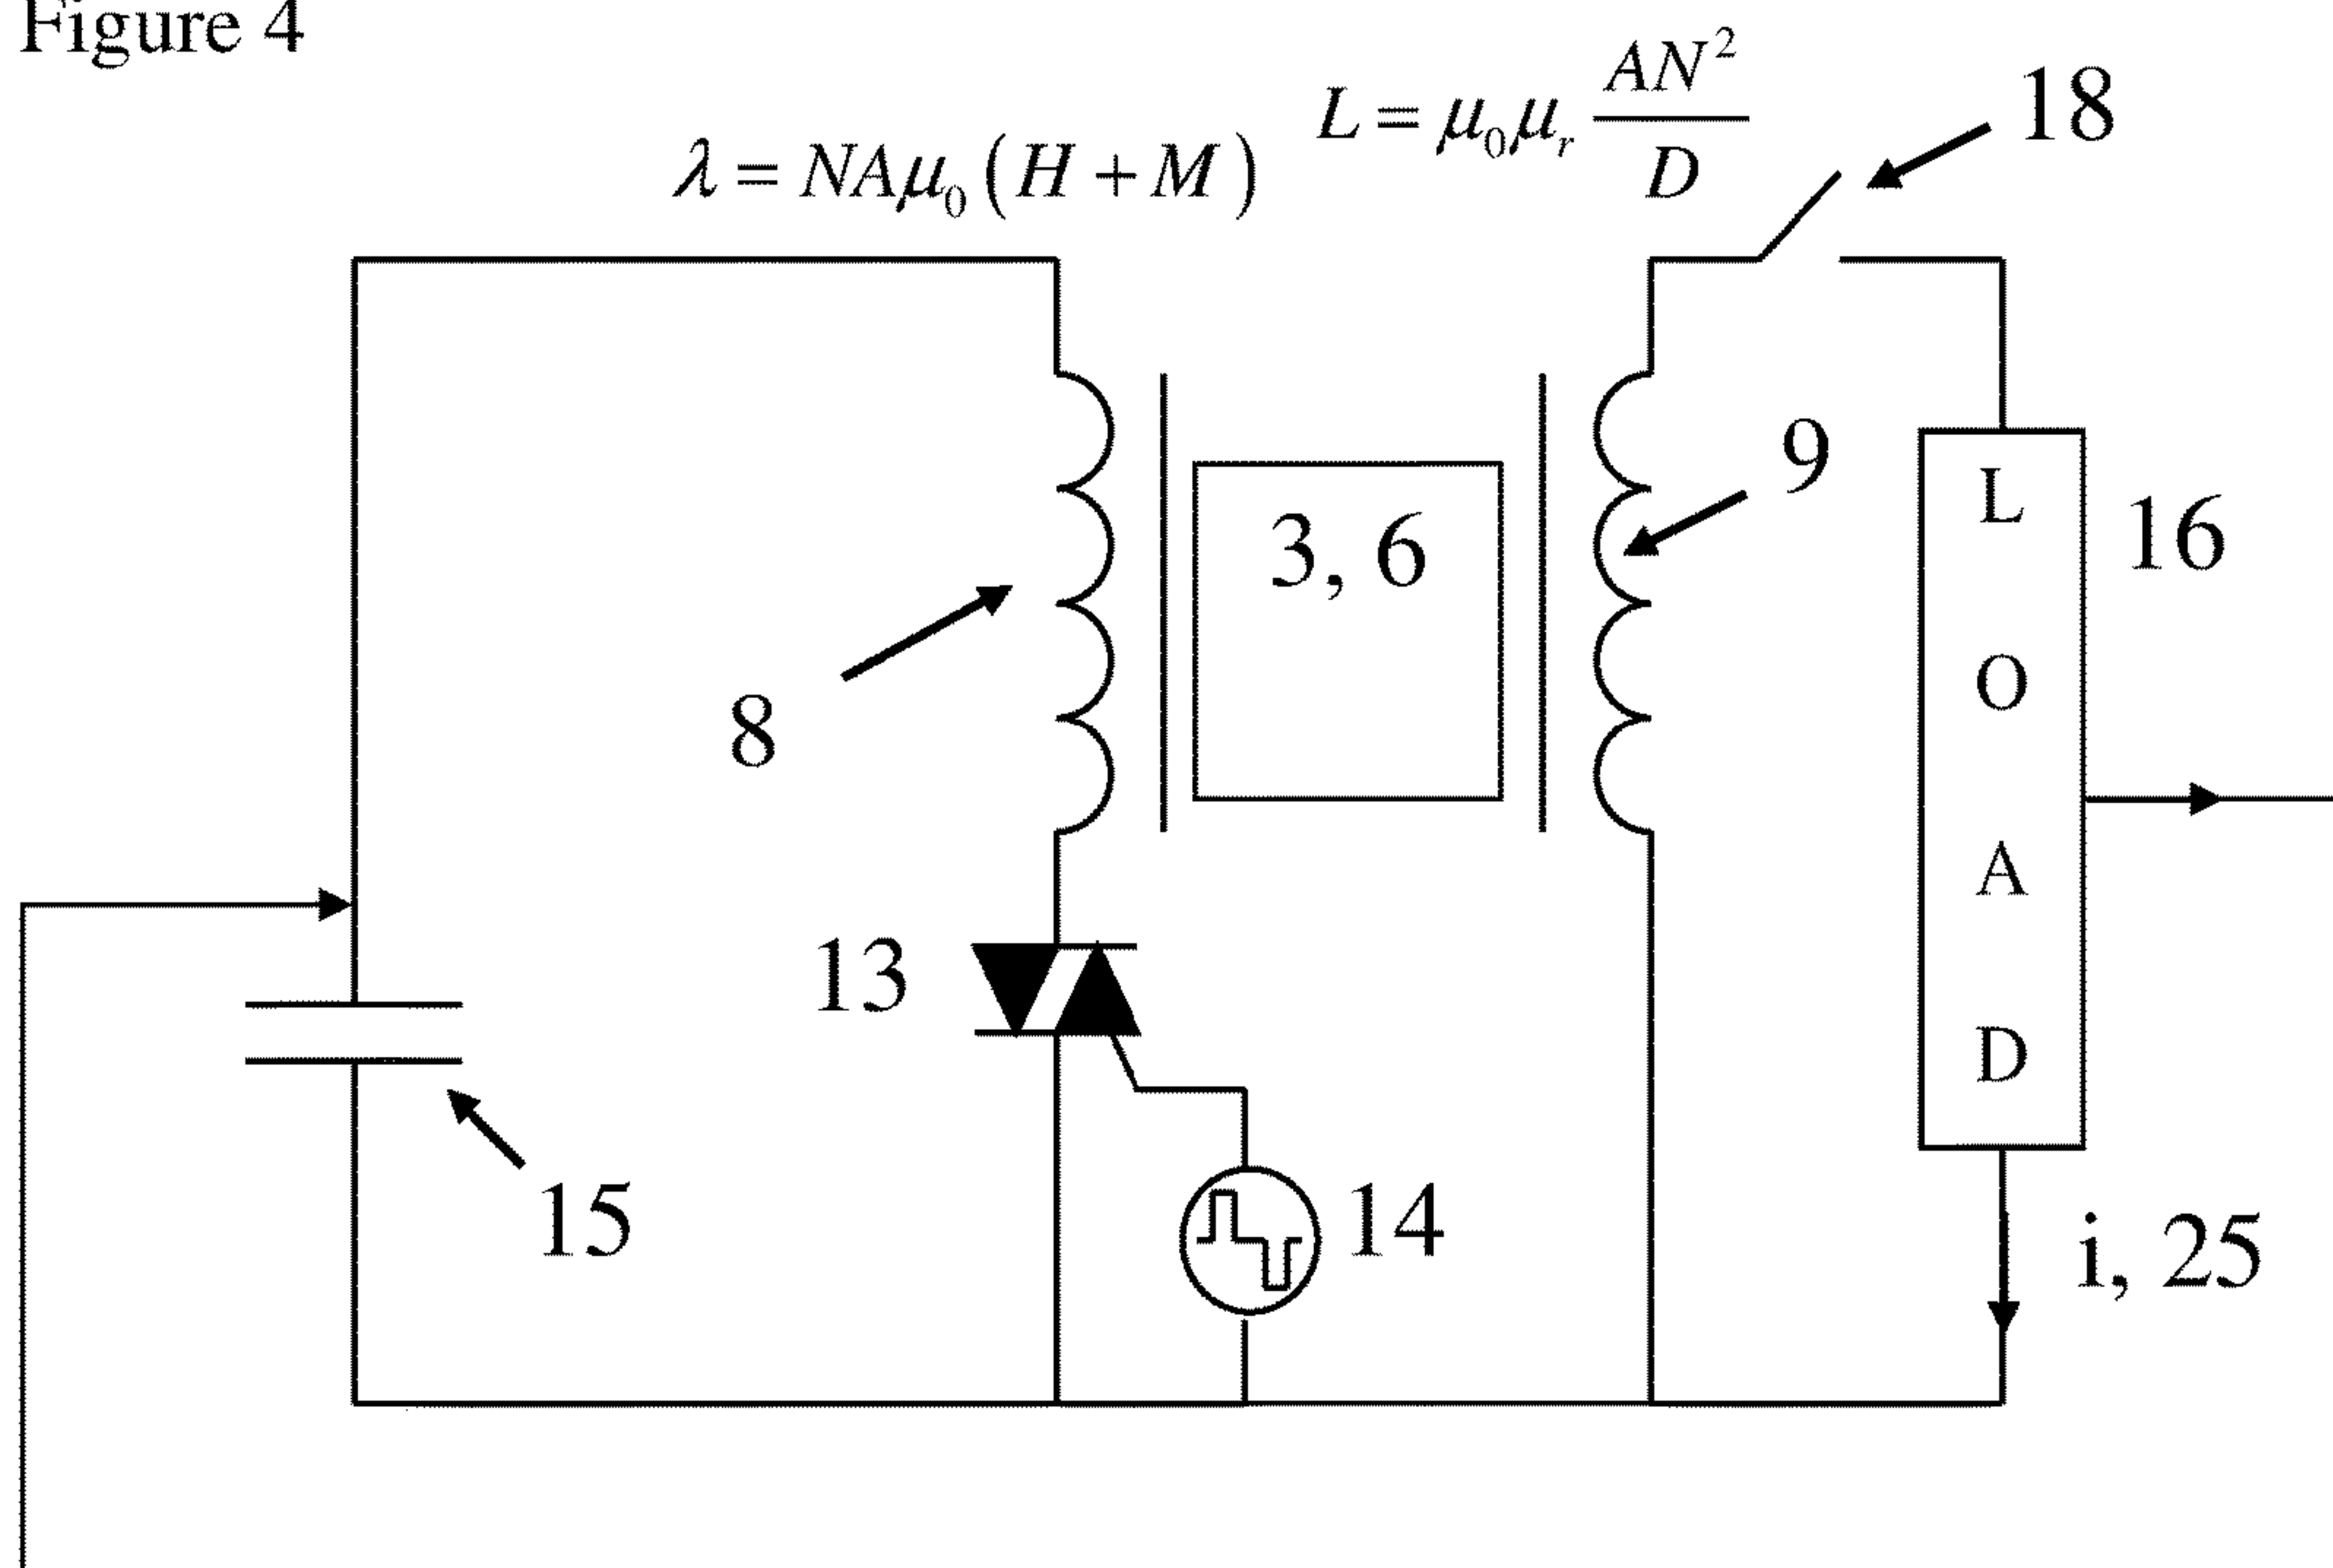 Figure 4
λ = NAμ₀(H + M)
L = μ₀μᵣ AN²/D
18
9
3, 6
16
8
L
O
A
D
13
15
14
i, 25